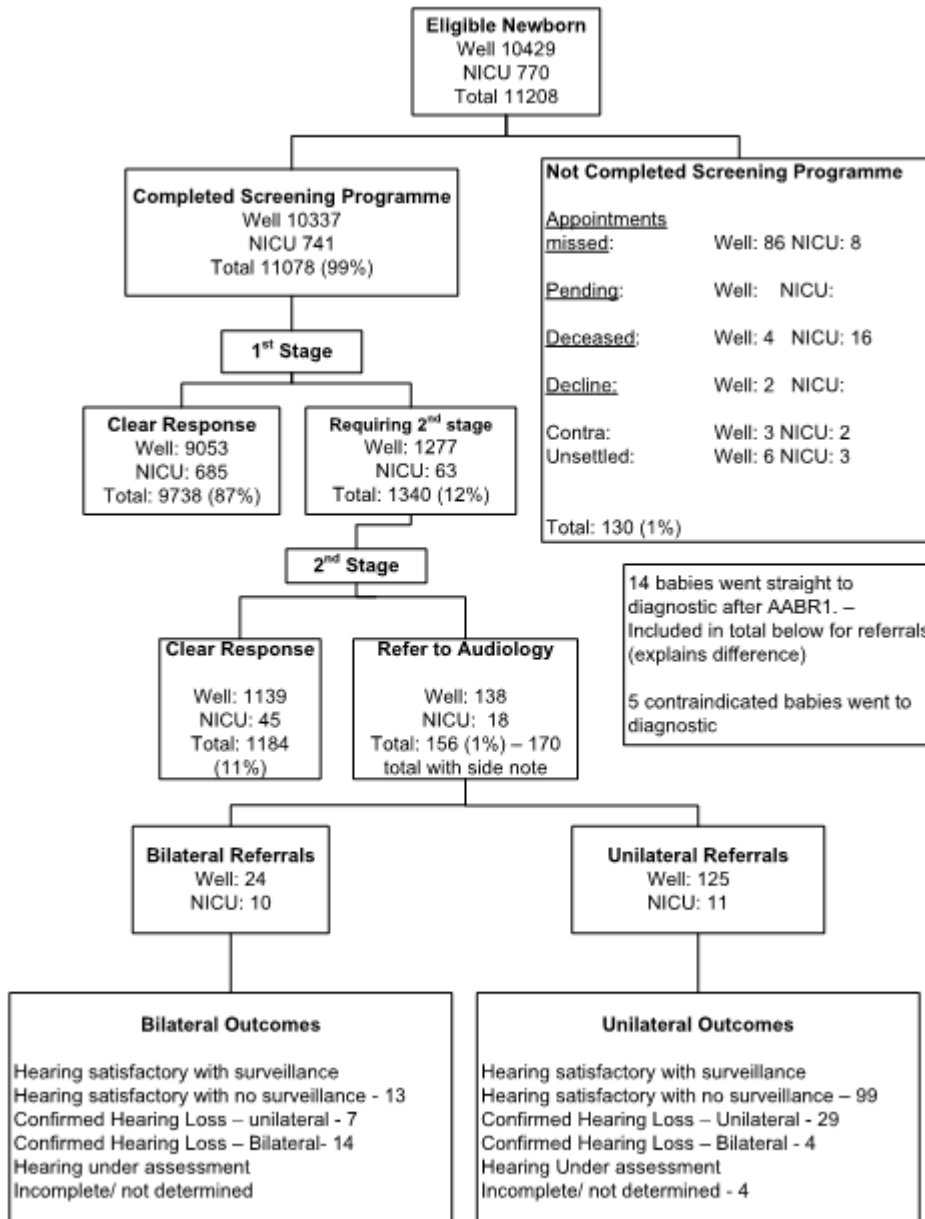 Eligible Newborn
Well 10429
NICU 770
Total 11208
Completed Screening Programme
Well 10337
NICU 741
Total 11078 (99%)
Not Completed Screening Programme
Appointments
missed: Well: 86 NICU: 8
Pending: Well: NICU:
Deceased: Well: 4 NICU: 16
Decline: Well: 2 NICU:
Contra: Well: 3 NICU: 2
Unsettled: Well: 6 NICU: 3
Total: 130 (1%)
1st Stage
Clear Response
Well: 9053
NICU: 685
Total: 9738 (87%)
Requiring 2nd stage
Well: 1277
NICU: 63
Total: 1340 (12%)
2nd Stage
14 babies went straight to
diagnostic after AABR1. –
Included in total below for referrals
(explains difference)
5 contraindicated babies went to
diagnostic
Clear Response
Well: 1139
NICU: 45
Total: 1184
(11%)
Refer to Audiology
Well: 138
NICU: 18
Total: 156 (1%) – 170
total with side note
Bilateral Referrals
Well: 24
NICU: 10
Unilateral Referrals
Well: 125
NICU: 11
Bilateral Outcomes
Hearing satisfactory with surveillance
Hearing satisfactory with no surveillance - 13
Confirmed Hearing Loss – unilateral - 7
Confirmed Hearing Loss – Bilateral- 14
Hearing under assessment
Incomplete/ not determined
Unilateral Outcomes
Hearing satisfactory with surveillance
Hearing satisfactory with no surveillance – 99
Confirmed Hearing Loss – Unilateral - 29
Confirmed Hearing Loss – Bilateral - 4
Hearing Under assessment
Incomplete/ not determined - 4